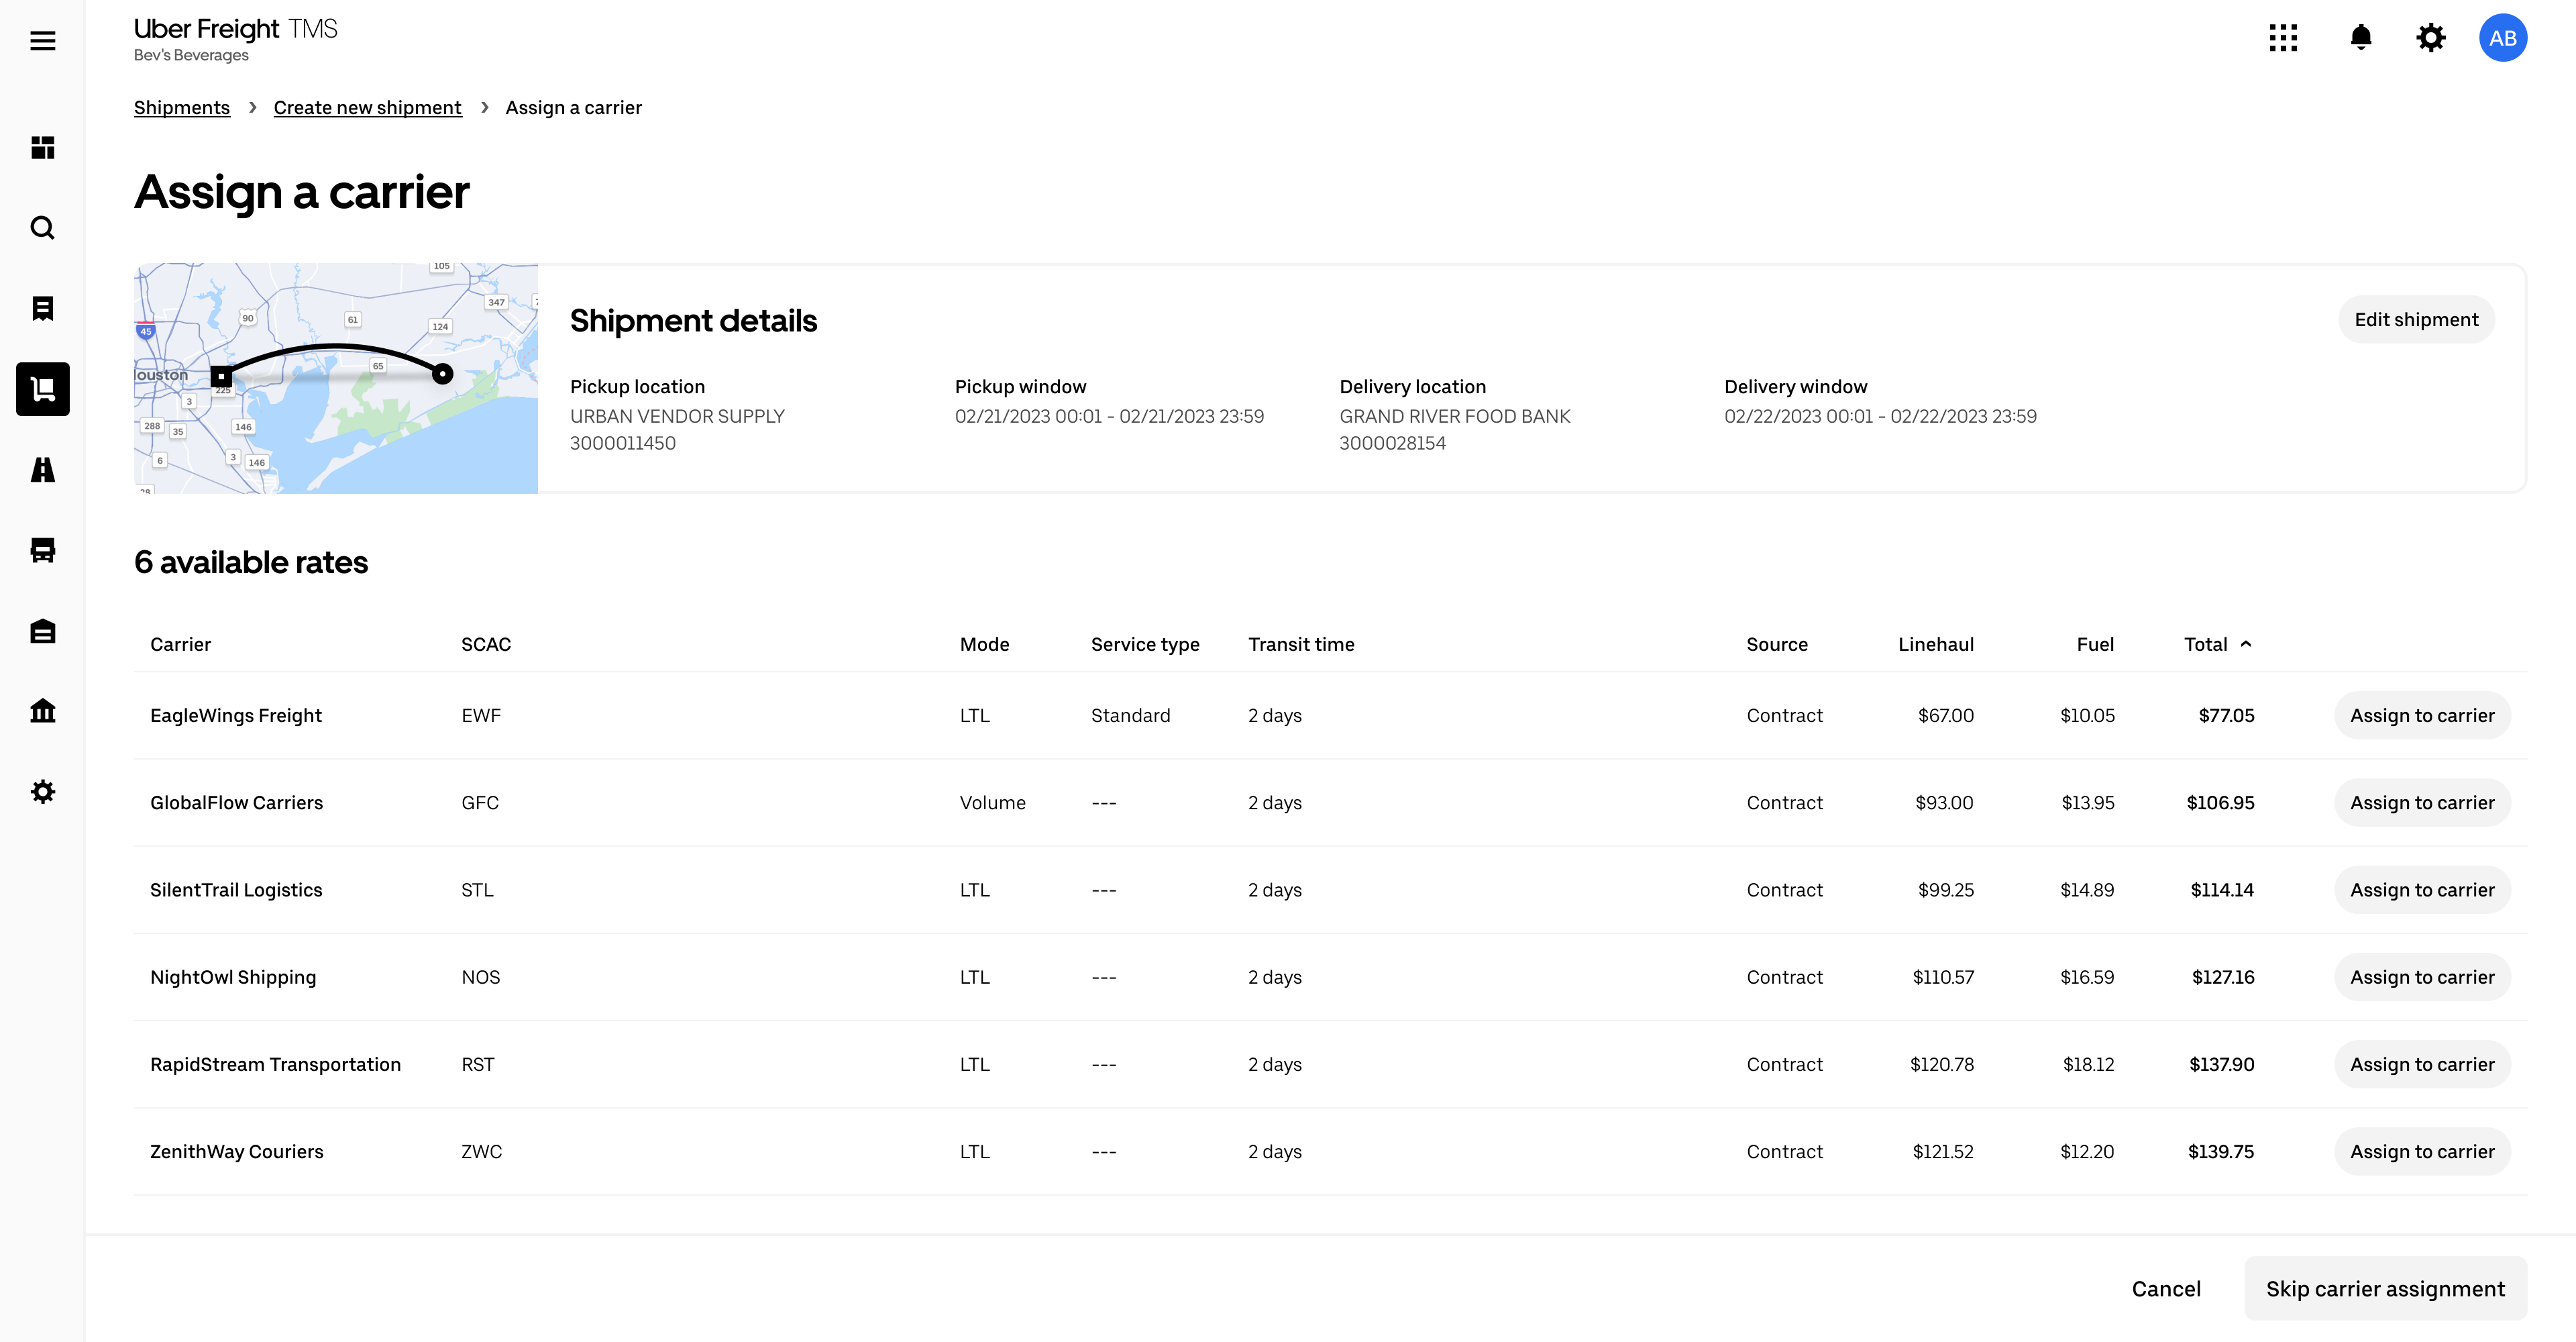 Uber Freight TMS
Bev's Beverages
AB
Shipments > Create new shipment > Assign a carrier
Assign a carrier
105
347
90
61
124
45
65
225
3
288
35
146
6
3
146
Shipment details
Edit shipment
Pickup location
URBAN VENDOR SUPPLY
3000011450
Pickup window
02/21/2023 00:01 - 02/21/2023 23:59
Delivery location
GRAND RIVER FOOD BANK
3000028154
Delivery window
02/22/2023 00:01 - 02/22/2023 23:59
6 available rates
Carrier SCAC Mode Service type Transit time Source Linehaul Fuel Total
EagleWings Freight EWF LTL Standard 2 days Contract $67.00 $10.05 $77.05 Assign to carrier
GlobalFlow Carriers GFC Volume --- 2 days Contract $93.00 $13.95 $106.95 Assign to carrier
SilentTrail Logistics STL LTL --- 2 days Contract $99.25 $14.89 $114.14 Assign to carrier
NightOwl Shipping NOS LTL --- 2 days Contract $110.57 $16.59 $127.16 Assign to carrier
RapidStream Transportation RST LTL --- 2 days Contract $120.78 $18.12 $137.90 Assign to carrier
ZenithWay Couriers ZWC LTL --- 2 days Contract $121.52 $12.20 $139.75 Assign to carrier
Cancel
Skip carrier assignment